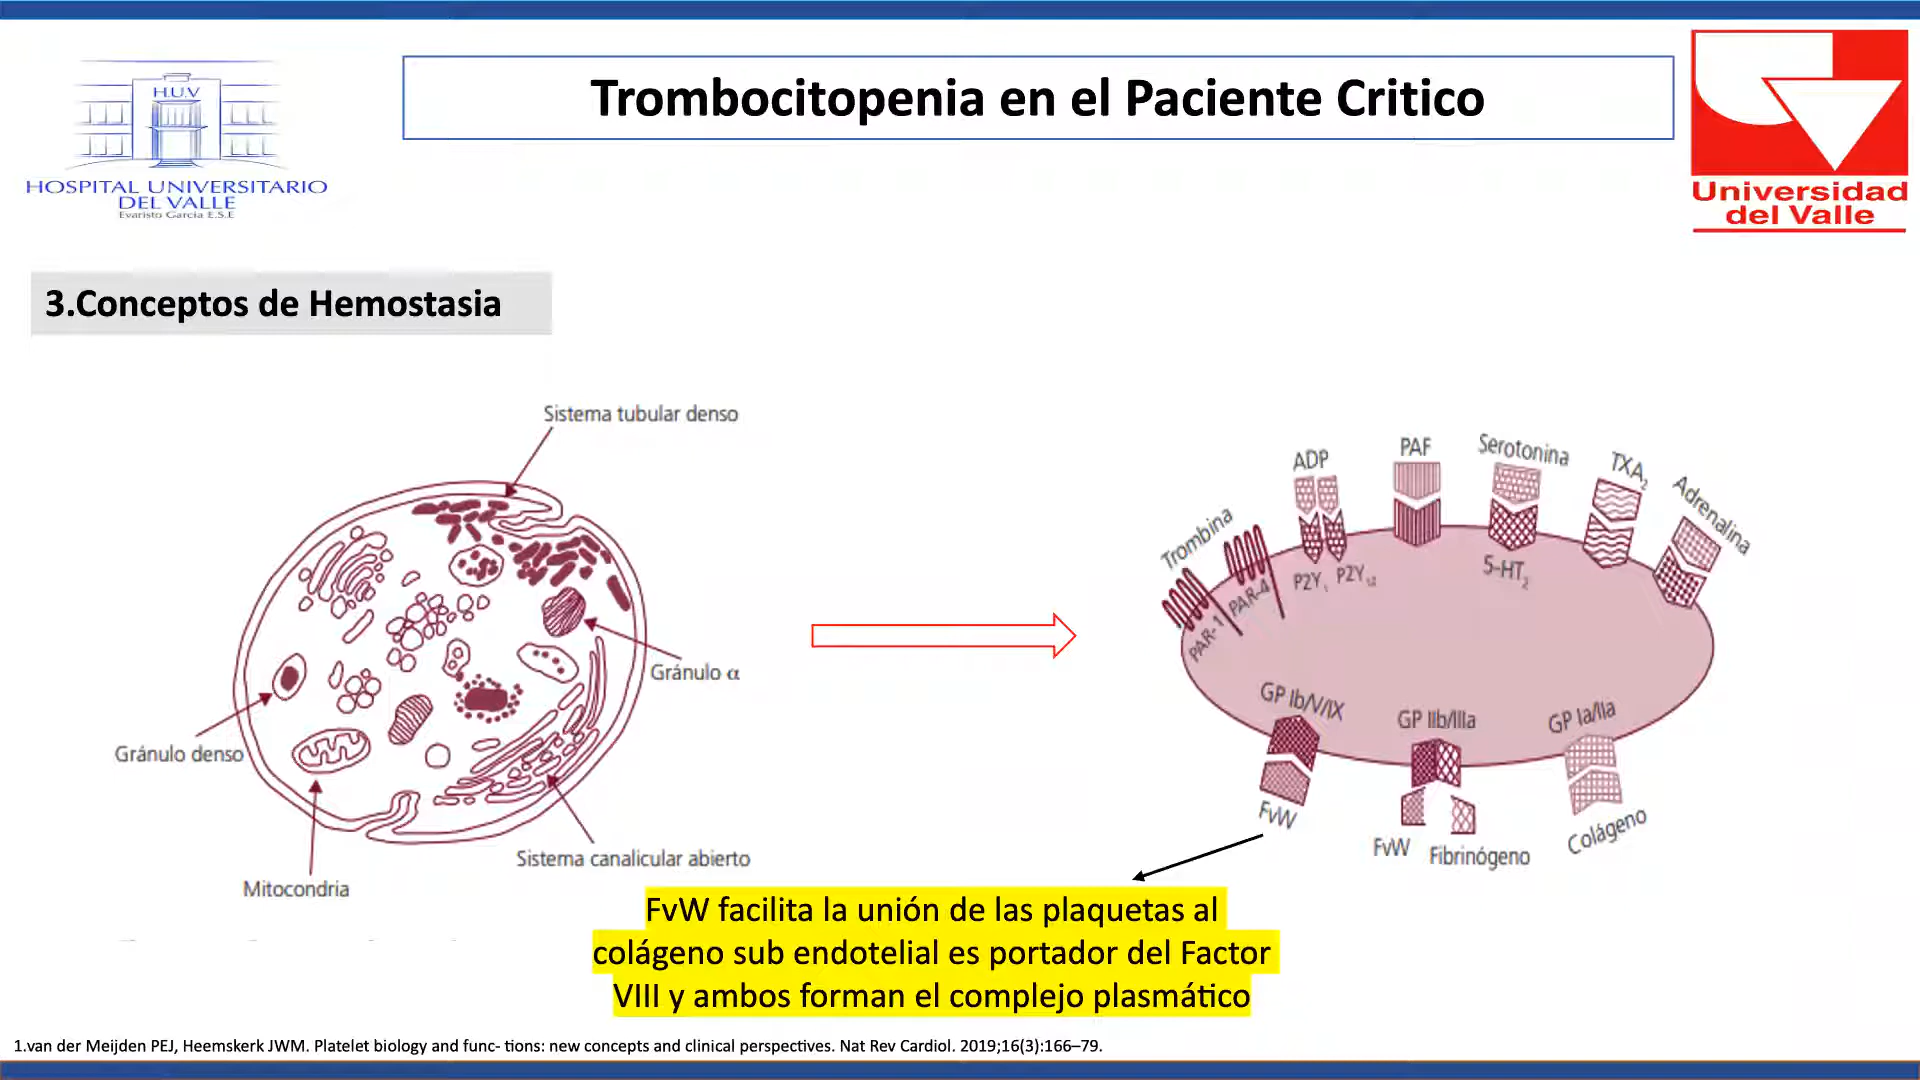 H.U.V
HOSPITAL UNIVERSITARIO
DEL VALLE
Evaristo Garcia E.S.E
Trombocitopenia en el Paciente Critico
Universidad
del Valle
3.Conceptos de Hemostasia
Sistema tubular denso
Gránulo α
Gránulo denso
Mitocondria
Sistema canalicular abierto
Trombina
ADP
PAF
Serotonina
TXA₂
Adrenalina
PAR-1
PAR-4
P2Y₁
P2Y₁₂
5-HT₂
GP Ib/V/IX
GP IIb/IIIa
GP Ia/IIa
FvW
FvW
Fibrinógeno
Colágeno
FvW facilita la unión de las plaquetas al
colágeno sub endotelial es portador del Factor
VIII y ambos forman el complejo plasmático
1.van der Meijden PEJ, Heemskerk JWM. Platelet biology and func- tions: new concepts and clinical perspectives. Nat Rev Cardiol. 2019;16(3):166–79.